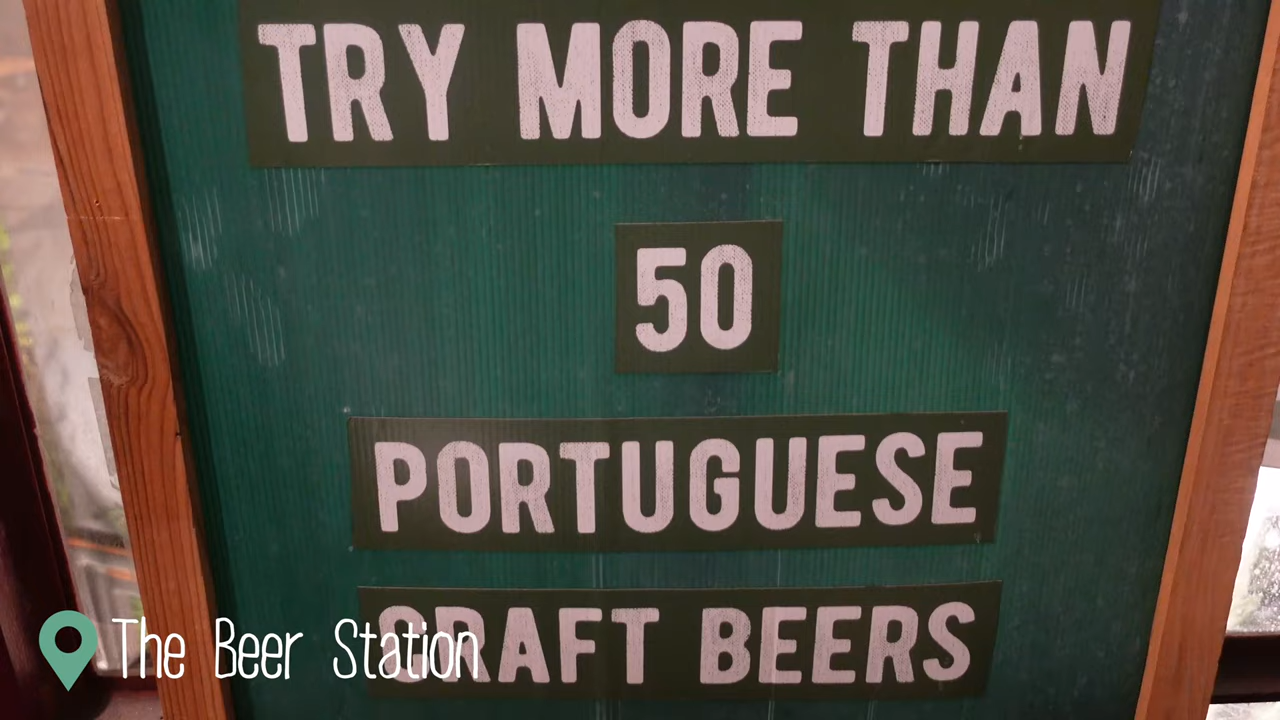 TRY MORE THAN
50
PORTUGUESE
CRAFT BEERS
The Beer Station